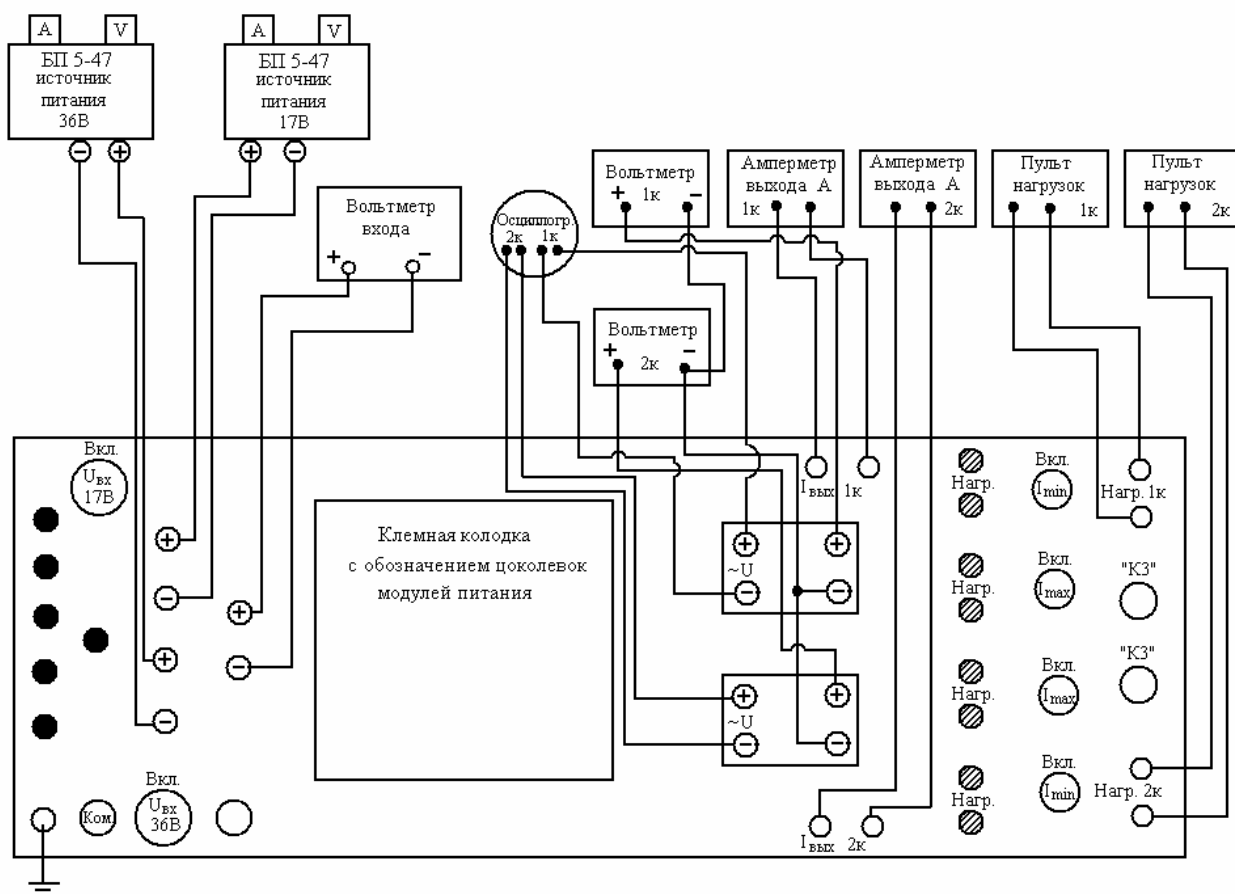 A V
БП 5-47
источник
питания
36В
A V
БП 5-47
источник
питания
17В
Вольтметр
входа
+ −
Осциллогр.
2к 1к
Вольтметр
+ 1к −
Вольтметр
+ 2к −
Амперметр
выхода А
1к
Амперметр
выхода А
2к
Пульт
нагрузок
1к
Пульт
нагрузок
2к
Вкл.
Uвх
17В
Клемная колодка
с обозначением цоколевок
модулей питания
Iвых 1к
~U
~U
Iвых 2к
Нагр.
Нагр.
Нагр.
Нагр.
Вкл.
Imin
Вкл.
Imax
Вкл.
Imax
Вкл.
Imin
Нагр. 1к
"КЗ"
"КЗ"
Нагр. 2к
Ком
Вкл.
Uвх
36В